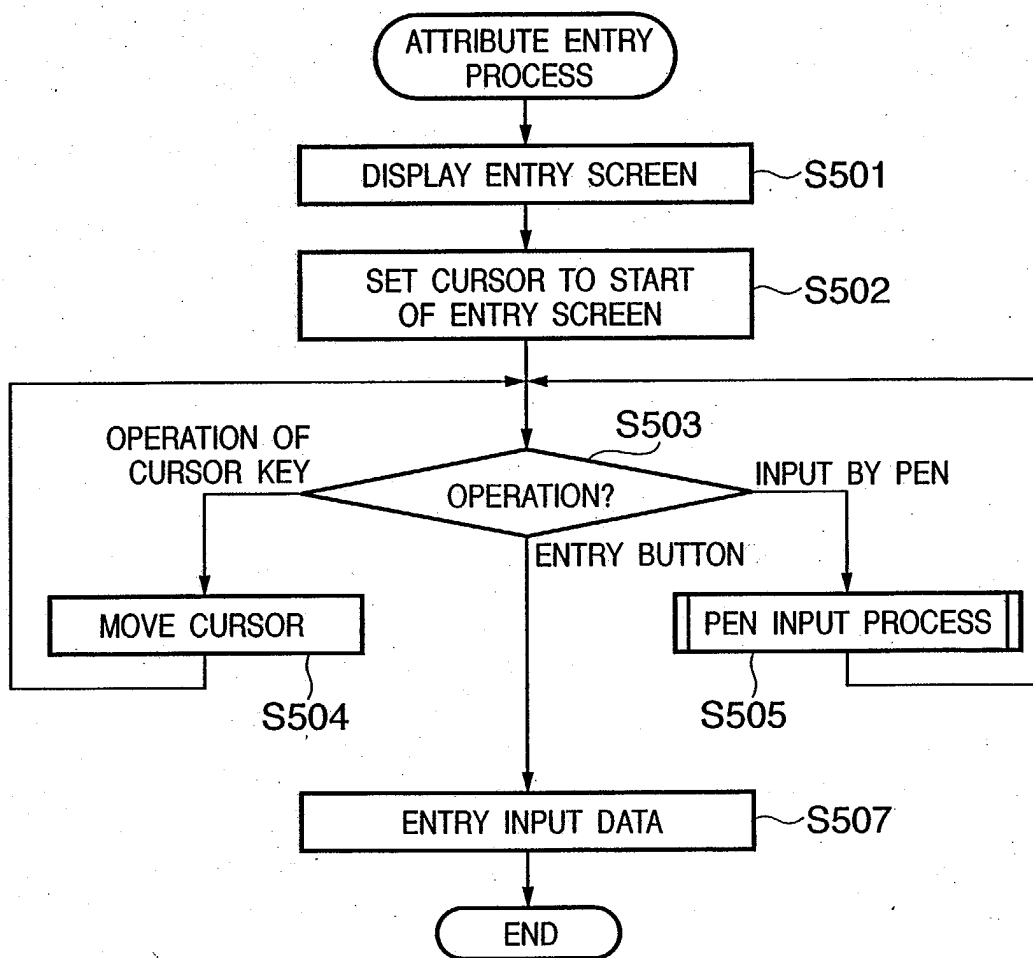 ATTRIBUTE ENTRY
PROCESS
DISPLAY ENTRY SCREEN
S501
SET CURSOR TO START
OF ENTRY SCREEN
S502
S503
OPERATION OF
CURSOR KEY
OPERATION?
INPUT BY PEN
ENTRY BUTTON
MOVE CURSOR
S504
PEN INPUT PROCESS
S505
ENTRY INPUT DATA
S507
END